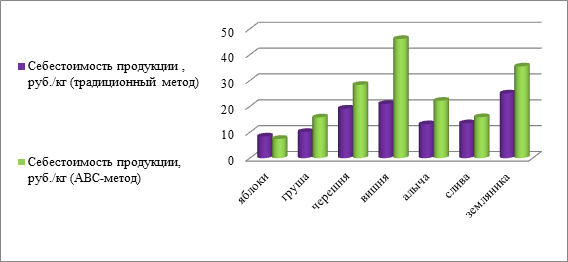 Себестоимость продукции ,
руб./кг (традиционный метод)
Себестоимость продукции,
руб./кг (АВС-метод)
50
40
30
20
10
0
яблоки
груша
черешня
вишня
алыча
слива
земляника